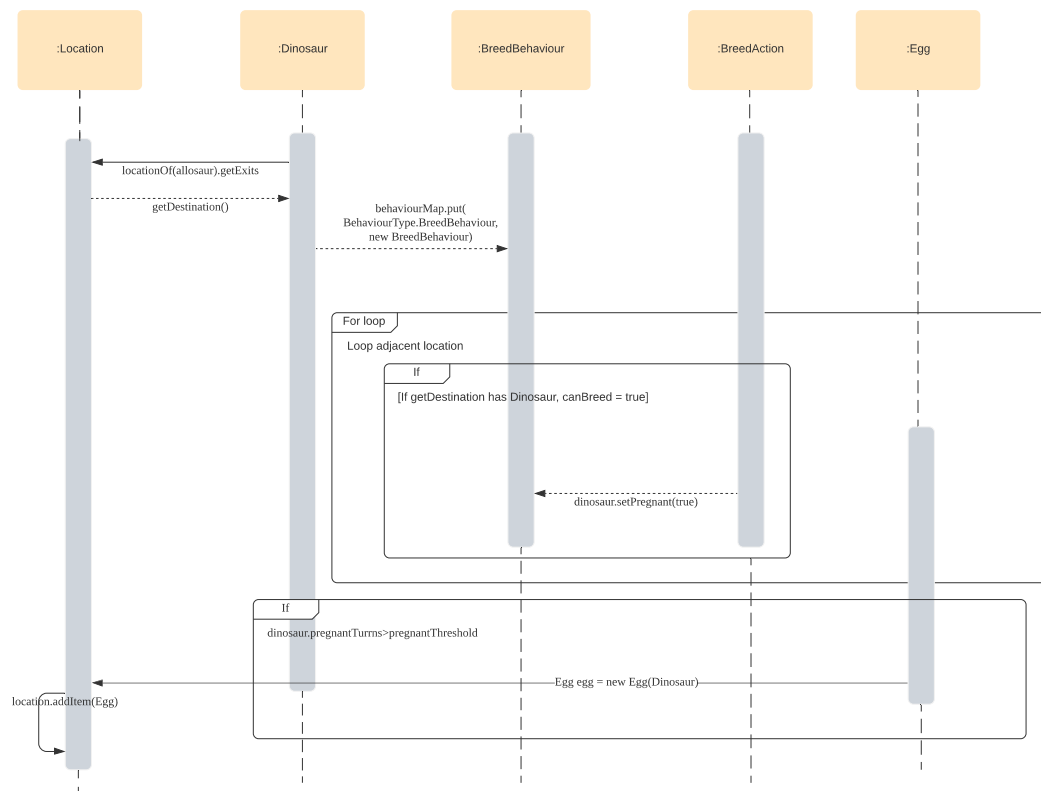 :Location
:Dinosaur
:BreedBehaviour
:BreedAction
:Egg
locationOf(allosaur).getExits
getDestination()
behaviourMap.put(
BehaviourType.BreedBehaviour,
new BreedBehaviour)
For loop
Loop adjacent location
If
[If getDestination has Dinosaur, canBreed = true]
dinosaur.setPregnant(true)
If
dinosaur.pregnantTurrns>pregnantThreshold
Egg egg = new Egg(Dinosaur)
location.addItem(Egg)